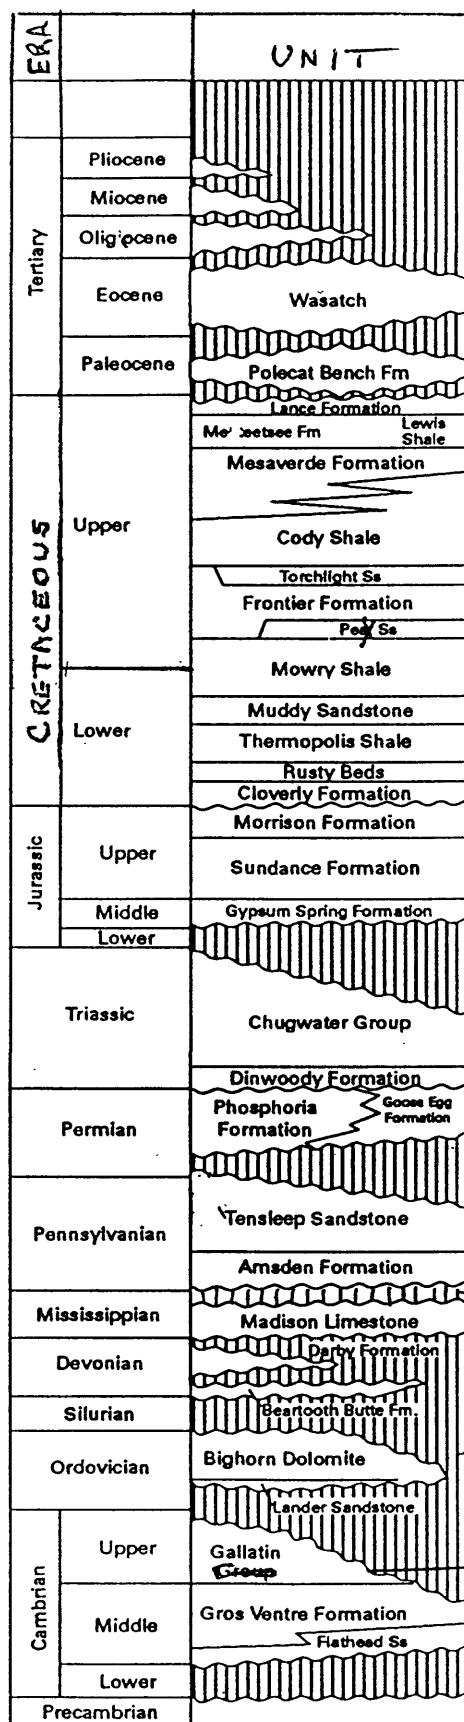 ERA
UNIT
Tertiary
Pliocene
Miocene
Oligocene
Eocene
Wasatch
Paleocene
Polecat Bench Fm
CRETACEOUS
Upper
Lance Formation
Fm
Lewis
Shale
Mesaverde Formation
Cody Shale
Torchlight Ss
Frontier Formation
Ss
Mowry Shale
Lower
Muddy Sandstone
Thermopolis Shale
Rusty Beds
Cloverly Formation
Jurassic
Upper
Morrison Formation
Sundance Formation
Middle
Gypsum Spring Formation
Lower
Triassic
Chugwater Group
Dinwoody Formation
Permian
Phosphoria
Formation
Goose Egg
Formation
Pennsylvanian
Tensleep Sandstone
Amsden Formation
Mississippian
Madison Limestone
Devonian
Darby Formation
Silurian
Beartooth Butte Fm.
Ordovician
Bighorn Dolomite
Lander Sandstone
Cambrian
Upper
Gallatin
Group
Middle
Gros Ventre Formation
Flathead Ss
Lower
Precambrian